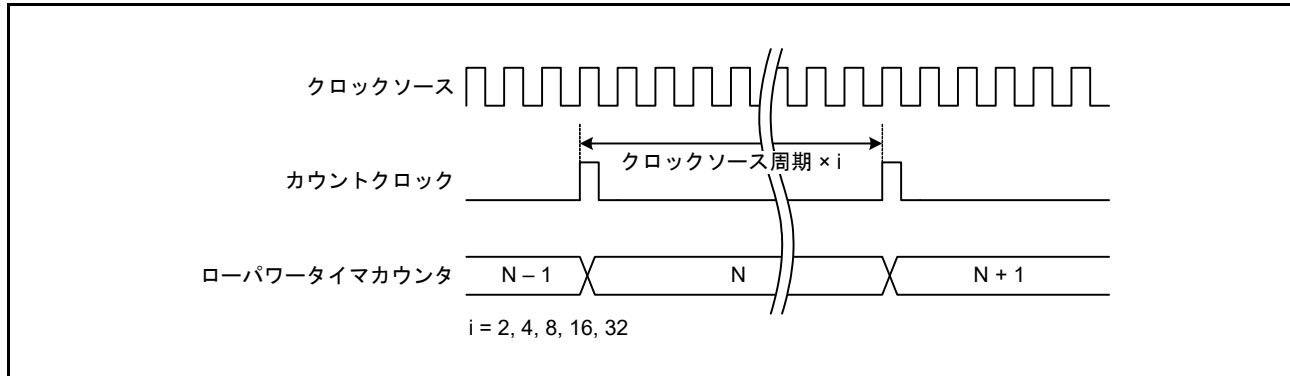 クロックソース
クロックソース周期 × i
カウントクロック
ローパワータイマカウンタ
N – 1
N
N + 1
i = 2, 4, 8, 16, 32